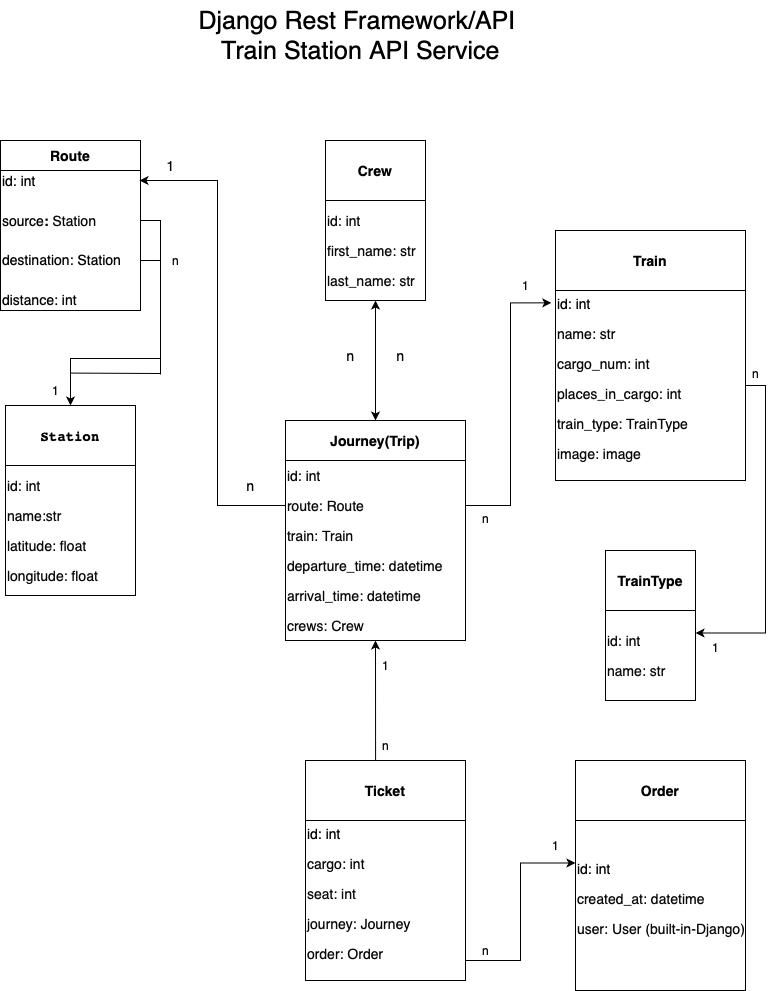 Django Rest Framework/API
Train Station API Service
Route
id: int
source: Station
destination: Station
distance: int
1
n
n
1
Crew
id: int
first_name: str
last_name: str
n
n
Train
id: int
name: str
cargo_num: int
places_in_cargo: int
train_type: TrainType
image: image
1
n
n
Station
id: int
name:str
latitude: float
longitude: float
Journey(Trip)
id: int
route: Route
train: Train
departure_time: datetime
arrival_time: datetime
crews: Crew
TrainType
id: int
name: str
1
1
n
Ticket
id: int
cargo: int
seat: int
journey: Journey
order: Order
n
1
Order
id: int
created_at: datetime
user: User (built-in-Django)